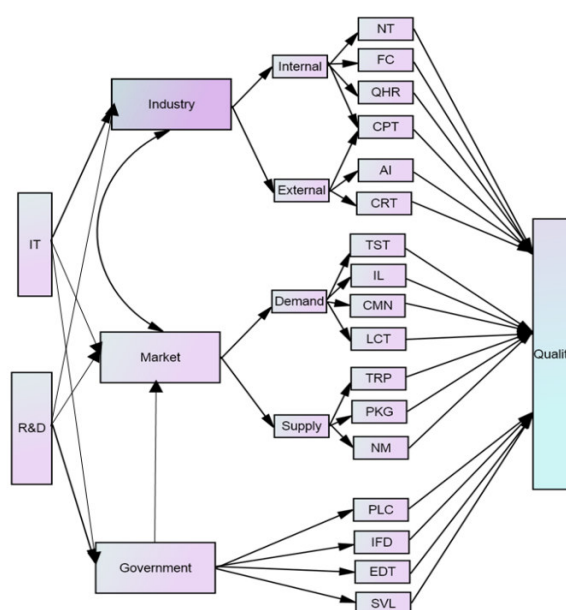 NT
Internal
FC
QHR
Industry
CPT
AI
External
CRT
IT
TST
IL
Demand
CMN
LCT
Market
Qualit
TRP
PKG
R&D
Supply
NM
PLC
IFD
Government
EDT
SVL